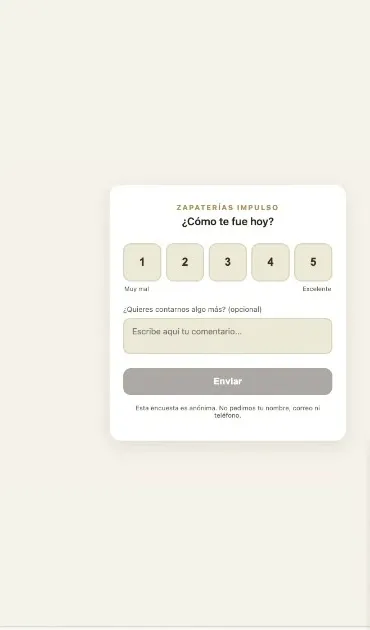 ZAPATERÍAS IMPULSO
¿Cómo te fue hoy?
1 2 3 4 5
Muy mal Excelente
¿Quieres contarnos algo más? (opcional)
Escribe aquí tu comentario...
Enviar
Esta encuesta es anónima. No pedimos tu nombre, correo ni
teléfono.